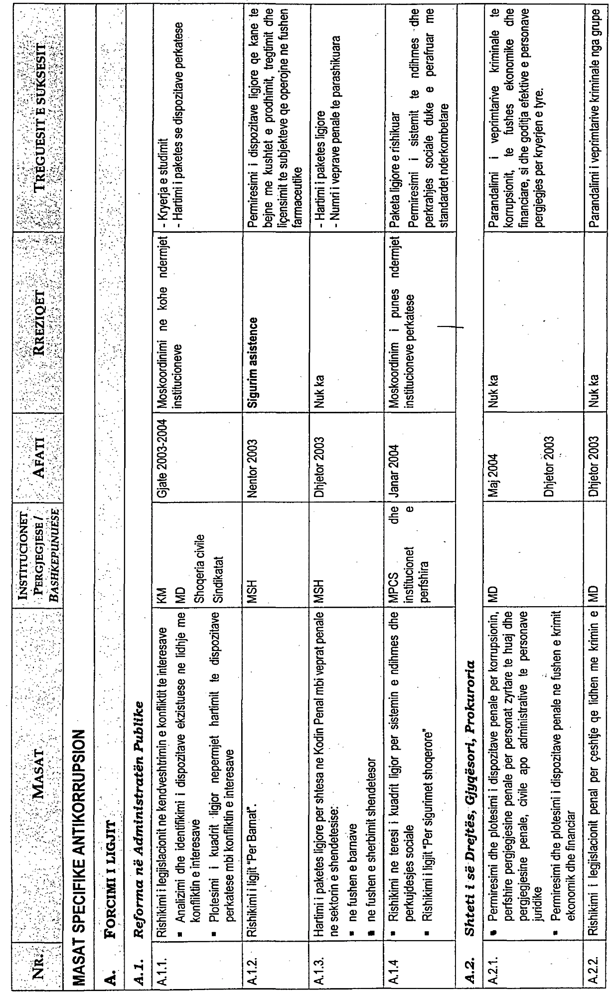 NR.
MASAT
INSTITUCIONET
PERGJEGJESE /
BASHKEPUNUESE
AFATI
RREZIQET
TREGUESIT E SUKSESIT
MASAT SPECIFIKE ANTIKORRUPSION
A. FORCIMI I LIGJIT
A.1. Reforma në Administratën Publike
A.1.1.
Rishikimi i legjislacionit ne kendveshtrimin e konfliktit te interesave
▪ Analizimi dhe identifikimi i dispozitave ekzistuese ne lidhje me
konfliktin e interesave
▪ Plotesimi i kuadrit ligjor nepermjet hartimit te dispozitave
perkatese mbi konfliktin e interesave
KM
MD
Shoqeria civile
Sindikatat
Gjate 2003-2004
Moskoordinimi ne kohe ndermjet
institucioneve
- Kryerja e studimit
- Hartimi i paketes se dispozitave perkatese
A.1.2.
Rishikimi i ligjit “Per Barnat”.
MSH
Nentor 2003
Sigurim asistence
Permiresimi i dispozitave ligjore qe kane te
bejne me kushtet e prodhimit, tregtimit dhe
liçensimit te subjekteve qe operojne ne fushen
farmaceutike
A.1.3.
Hartimi i paketes ligjore per shtesa ne Kodin Penal mbi veprat penale
ne sektorin e shendetesise:
▪ ne fushen e barnave
▪ ne fushen e sherbimit shendetesor
MSH
Dhjetor 2003
Nuk ka
- Hartimi i paketes ligjore
- Numri i veprave penale te parashikuara
A.1.4
▪ Rishikimi ne teresi i kuadrit ligjor per sistemin e ndihmes dhe
perkujdesjes sociale
▪ Rishikimi i ligjit “Per sigurimet shoqerore”
MPCS dhe
institucionet e
perfshira
Janar 2004
Moskoordinim i punes ndermjet
institucioneve perkatese
Paketa ligjore e rishikuar
Permiresimi i sistemit te ndihmes dhe
perkrahjes sociale duke e perafruar me
standardet nderkombetare
A.2. Shteti i së Drejtës, Gjyqësori, Prokuroria
A.2.1.
▪ Permiresimi dhe plotesimi i dispozitave penale per korrupsionin,
perfshire pergjegjesine penale per personat zyrtare te huaj dhe
pergjegjesine penale, civile apo administrative te personave
juridike
▪ Permiresimi dhe plotesimi i dispozitave penale ne fushen e krimit
ekonomik dhe financiar
MD
Maj 2004
Dhjetor 2003
Nuk ka
Parandalimi i veprimtarive kriminale te
korrupsionit, te fushes ekonomike dhe
financiare, si dhe goditja efektive e personave
pergjegjes per kryerjen e tyre.
A.2.2.
Rishikimi i legjislacionit penal per çeshtje qe lidhen me krimin e
MD
Dhjetor 2003
Nuk ka
Parandalimi i veprimtarive kriminale nga grupe